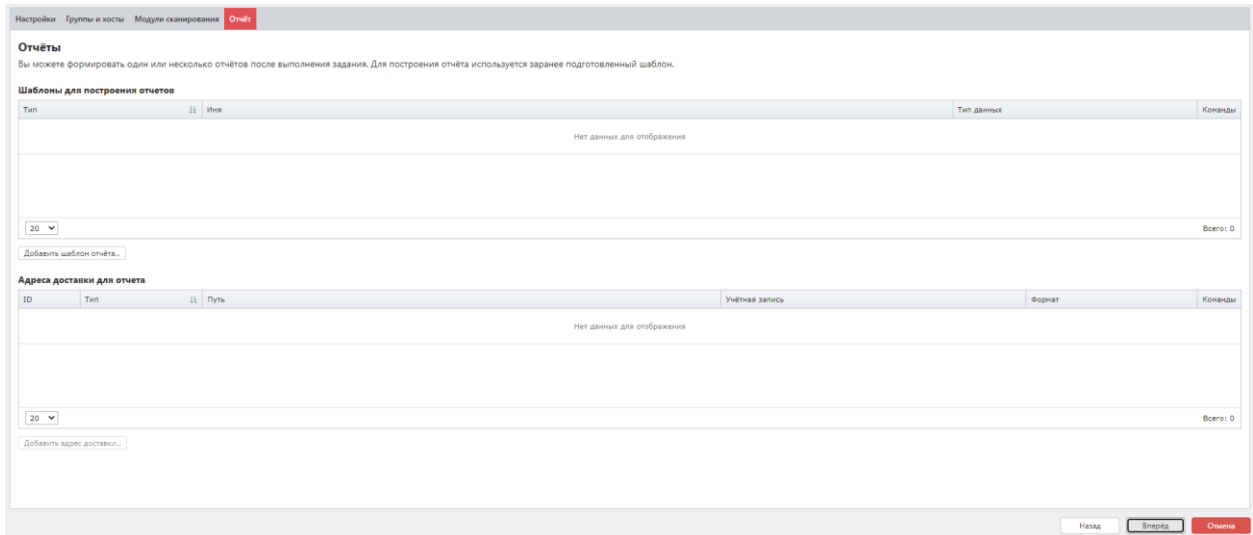 Настройки Группы и хосты Модули сканирования Отчёт
Отчёты
Вы можете формировать один или несколько отчётов после выполнения задания. Для построения отчёта используется заранее подготовленный шаблон.
Шаблоны для построения отчетов
Тип Имя Тип данных Команды
Нет данных для отображения
20 Всего: 0
Добавить шаблон отчёта...
Адреса доставки для отчета
ID Тип Путь Учётная запись Формат Команды
Нет данных для отображения
20 Всего: 0
Добавить адрес доставки...
Назад Вперёд Отмена